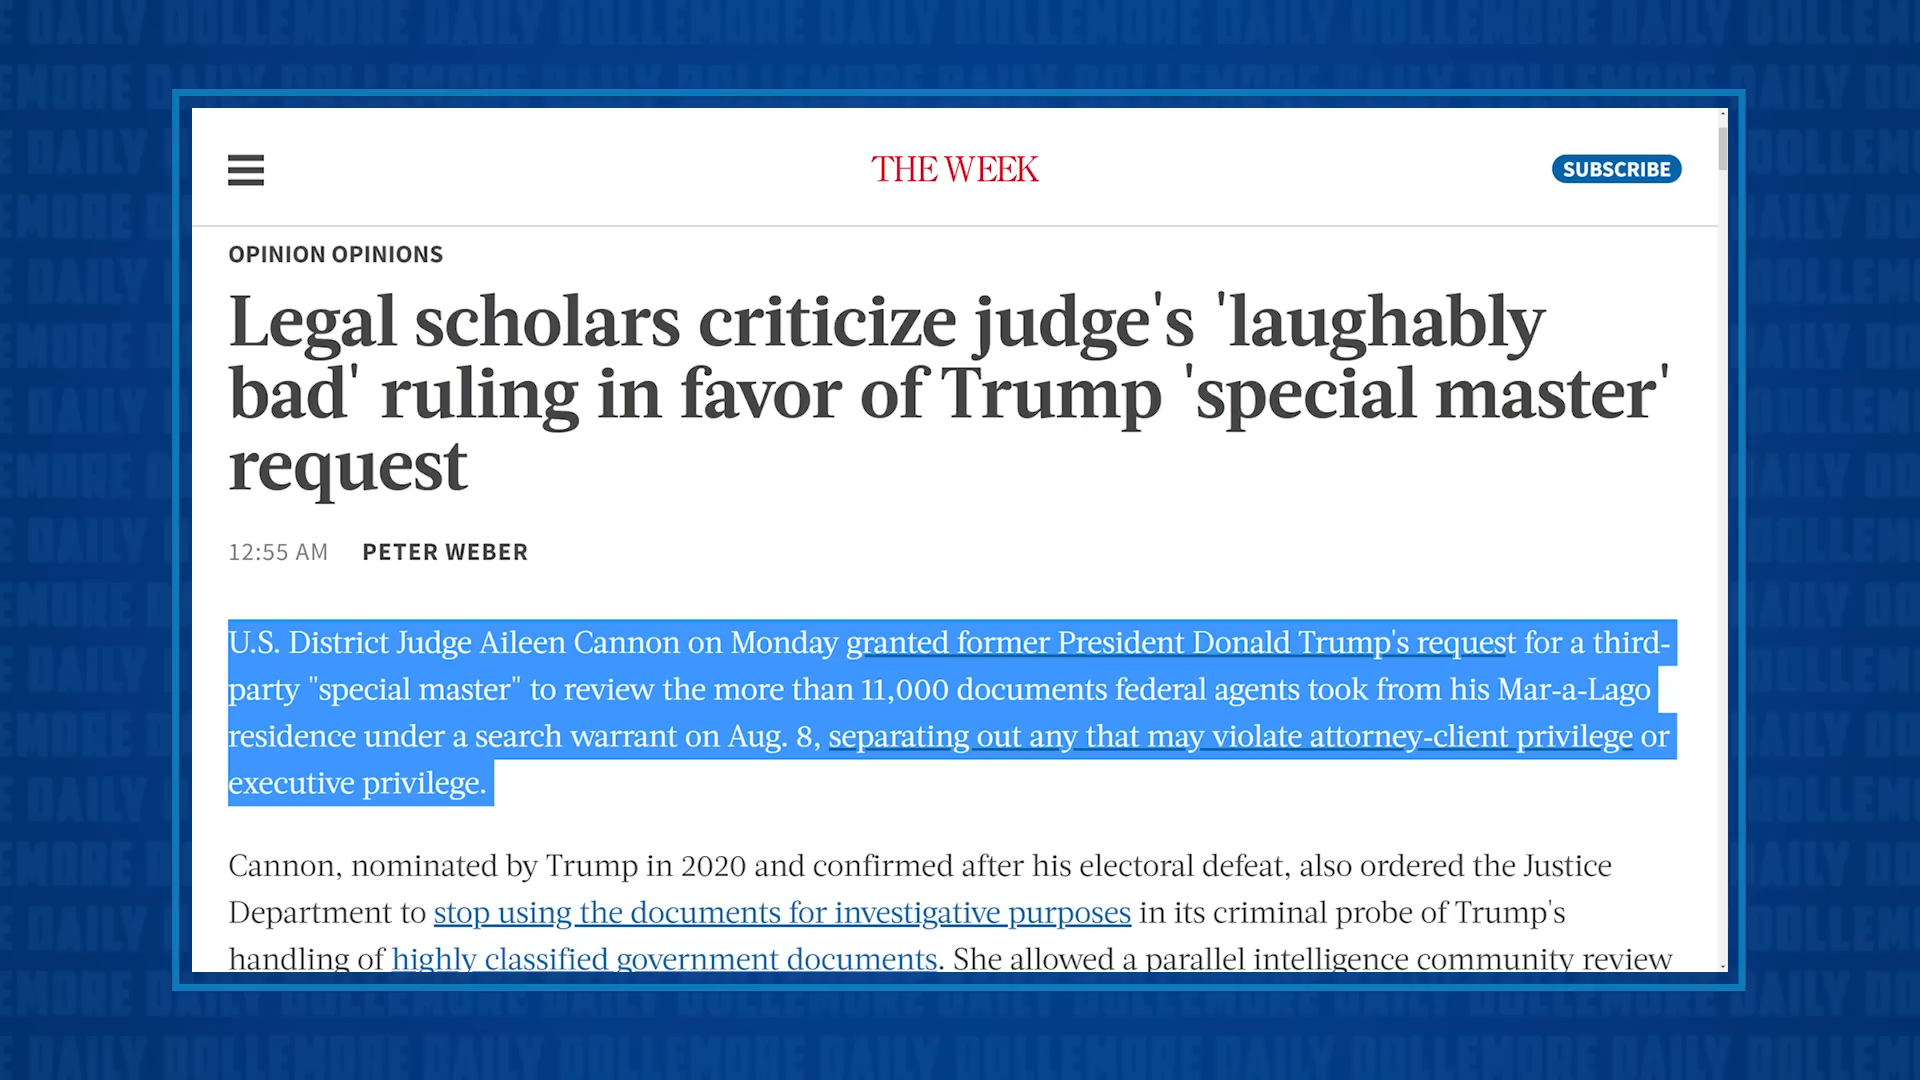 DAILY DOLLEMORE
THE WEEK
SUBSCRIBE
OPINION OPINIONS
Legal scholars criticize judge's 'laughably
bad' ruling in favor of Trump 'special master'
request
12:55 AM PETER WEBER
U.S. District Judge Aileen Cannon on Monday granted former President Donald Trump's request for a third-
party "special master" to review the more than 11,000 documents federal agents took from his Mar-a-Lago
residence under a search warrant on Aug. 8, separating out any that may violate attorney-client privilege or
executive privilege.
Cannon, nominated by Trump in 2020 and confirmed after his electoral defeat, also ordered the Justice
Department to stop using the documents for investigative purposes in its criminal probe of Trump's
handling of highly classified government documents. She allowed a parallel intelligence community review